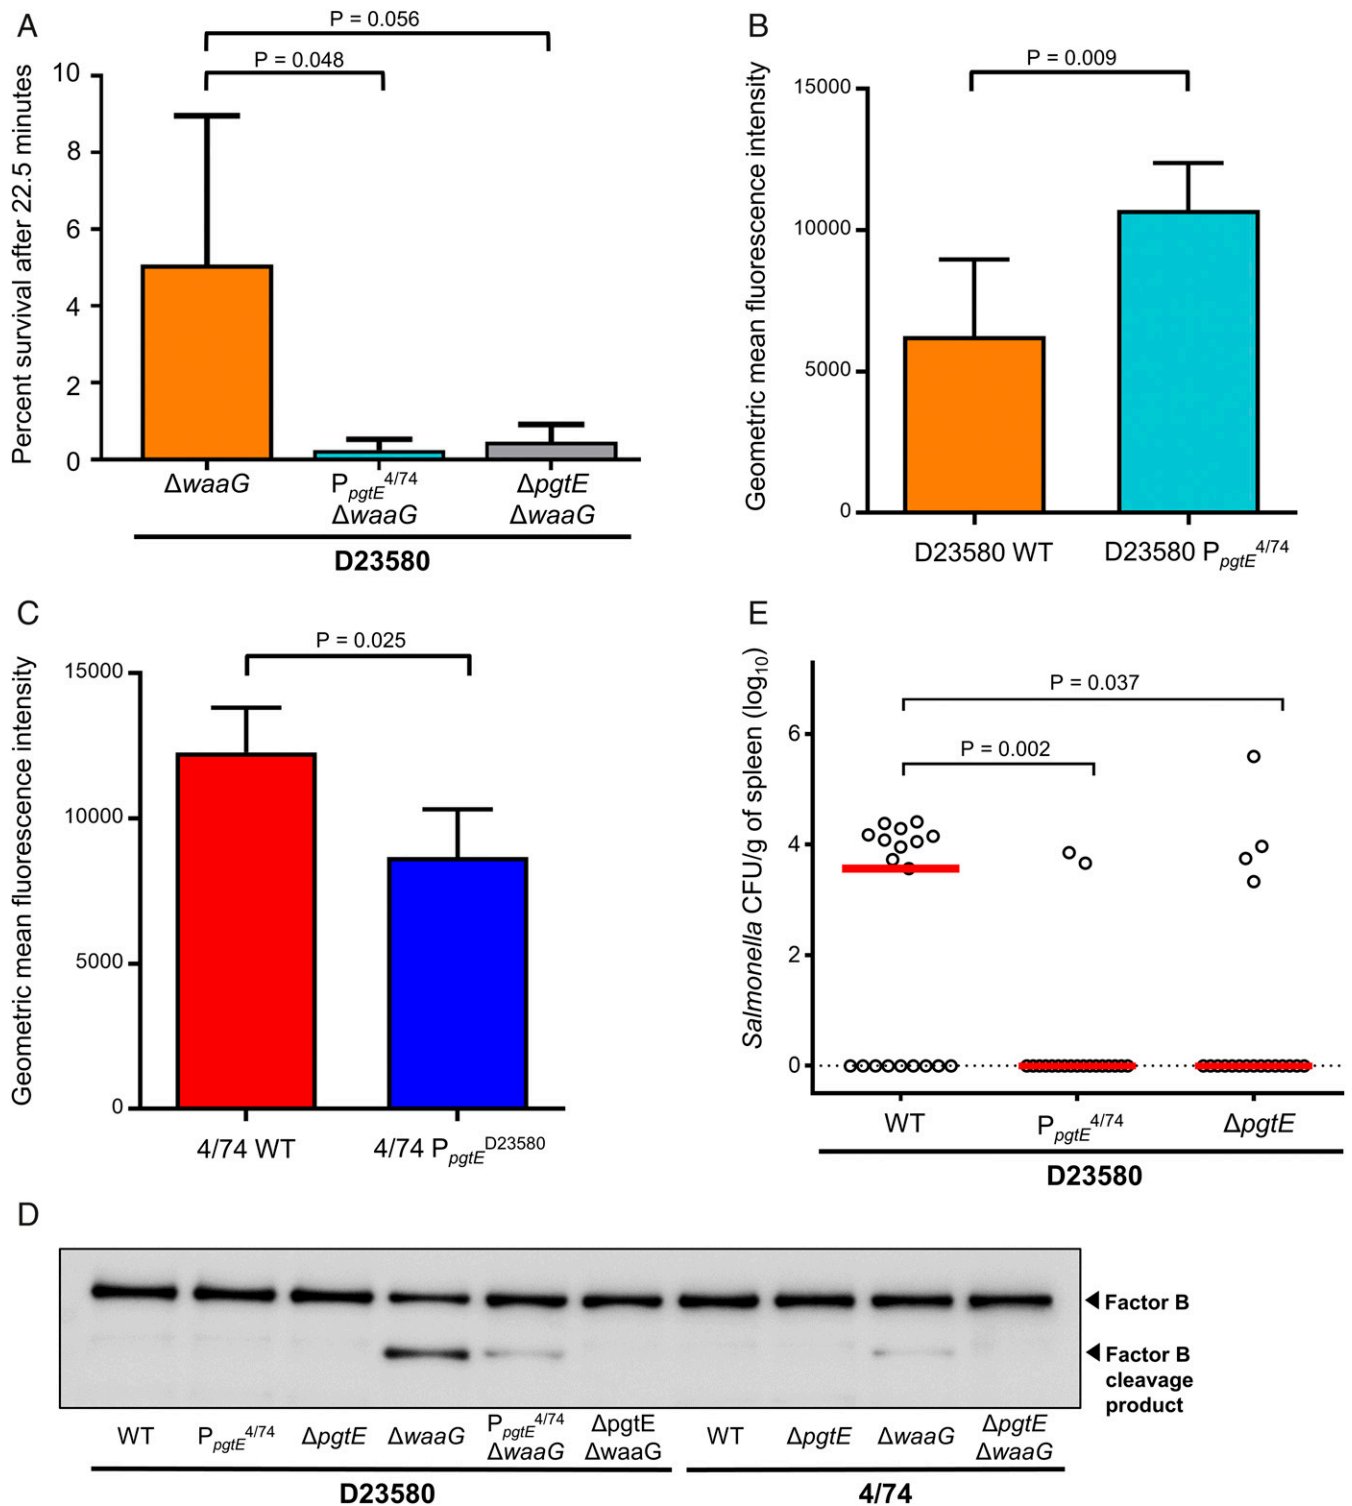 A
P = 0.056
P = 0.048
Percent survival after 22.5 minutes
10
8
6
4
2
0
ΔwaaG
PpgtE4/74
ΔwaaG
ΔpgtE
ΔwaaG
D23580
B
P = 0.009
Geometric mean fluorescence intensity
15000
10000
5000
0
D23580 WT
D23580 PpgtE4/74
C
P = 0.025
Geometric mean fluorescence intensity
15000
10000
5000
0
4/74 WT
4/74 PpgtED23580
E
P = 0.037
P = 0.002
Salmonella CFU/g of spleen (log10)
6
4
2
0
WT
PpgtE4/74
ΔpgtE
D23580
D
Factor B
Factor B
cleavage
product
WT
PpgtE4/74
ΔpgtE
ΔwaaG
PpgtE4/74
ΔwaaG
ΔpgtE
ΔwaaG
WT
ΔpgtE
ΔwaaG
ΔpgtE
ΔwaaG
D23580
4/74